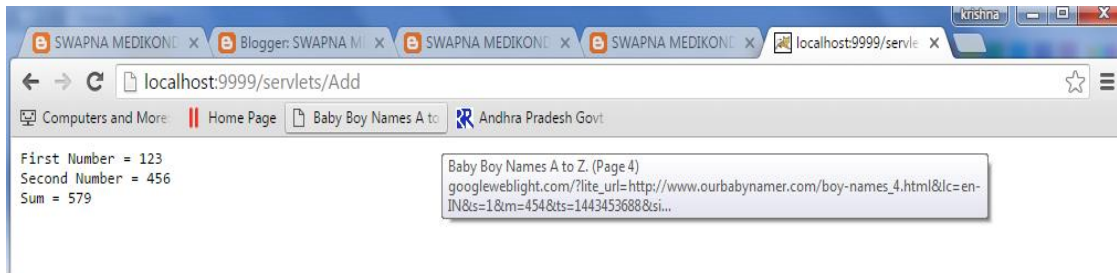 krishna
SWAPNA MEDIKOND
Blogger: SWAPNA M
SWAPNA MEDIKOND
SWAPNA MEDIKOND
localhost:9999/servle
localhost:9999/servlets/Add
Computers and More
Home Page
Baby Boy Names A to
Andhra Pradesh Govt
First Number = 123
Second Number = 456
Sum = 579
Baby Boy Names A to Z. (Page 4)
googleweblight.com/?lite_url=http://www.ourbabynamer.com/boy-names_4.html&lc=en-
IN&s=1&m=454&ts=1443453688&si...